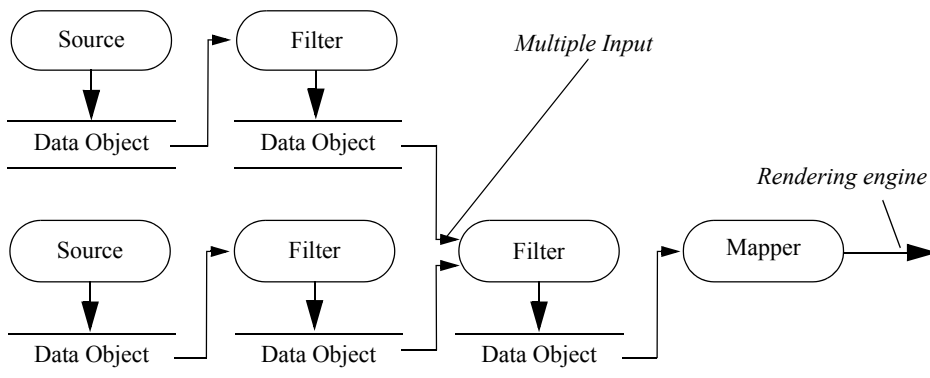 Source
Filter
Multiple Input
Data Object
Data Object
Rendering engine
Source
Filter
Filter
Mapper
Data Object
Data Object
Data Object